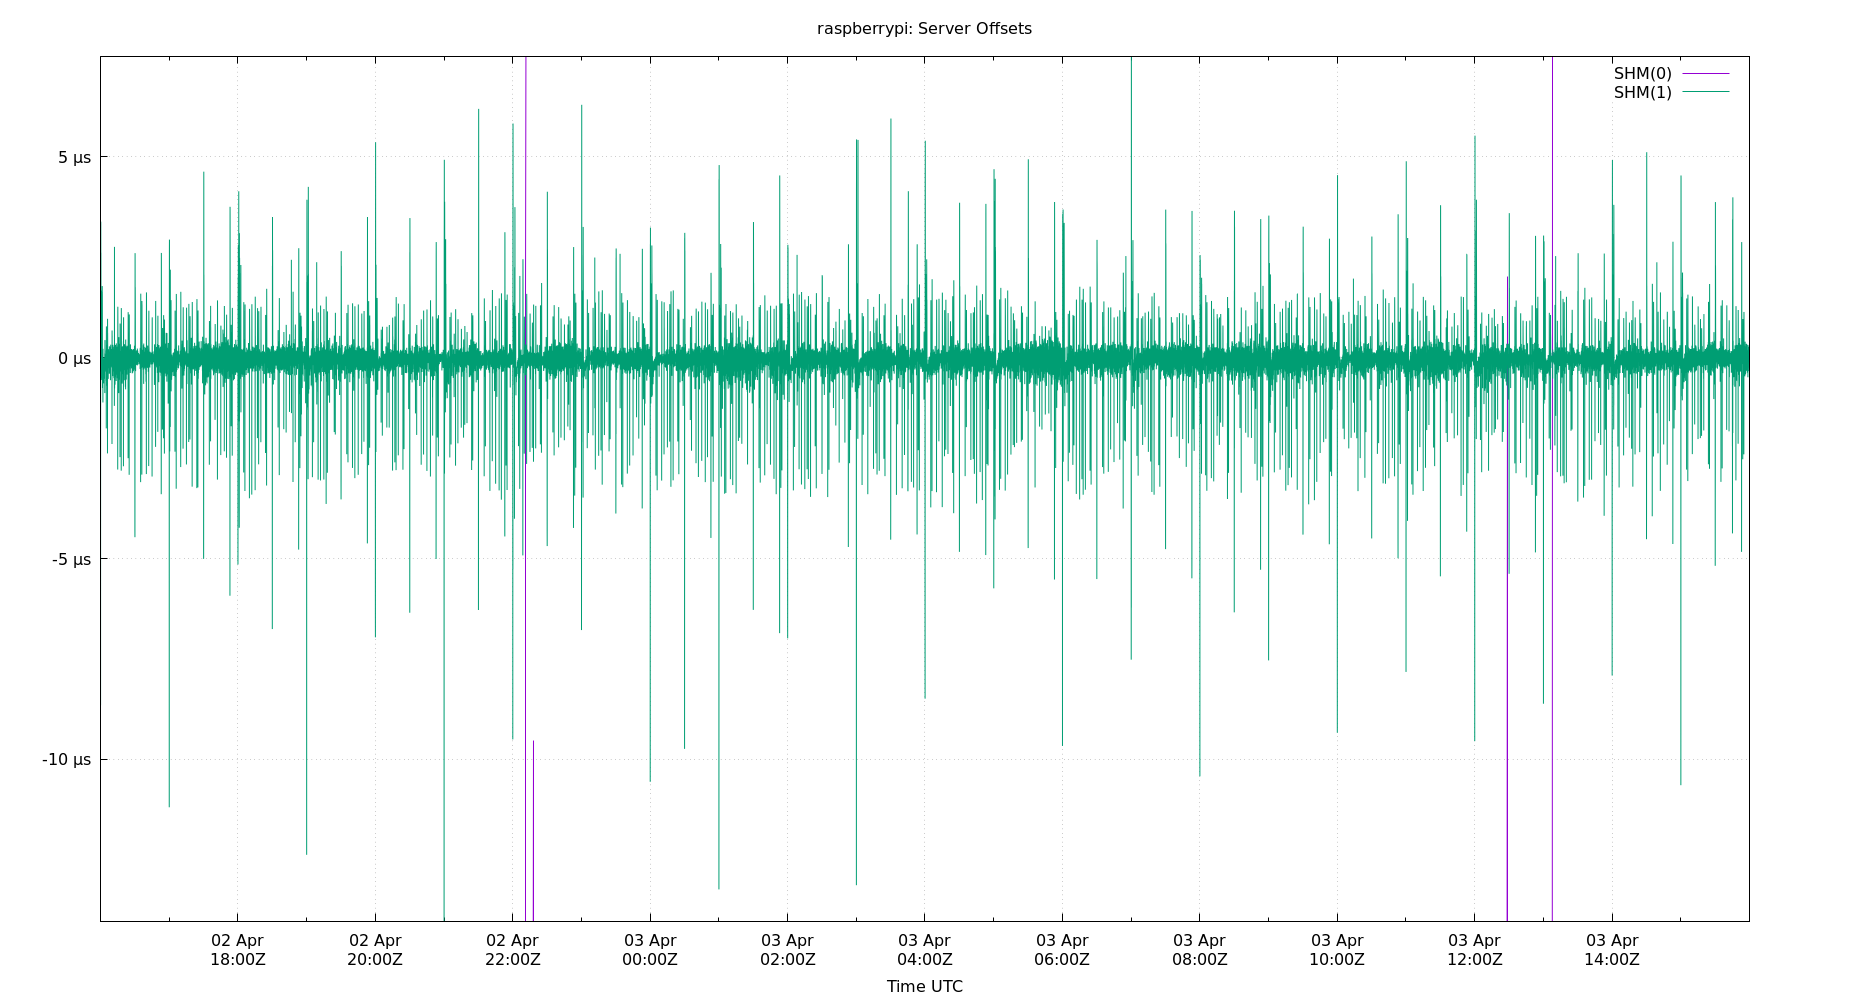 raspberrypi: Server Offsets
SHM(0)
SHM(1)
5 µs
0 µs
-5 µs
-10 µs
02 Apr 02 Apr 02 Apr 03 Apr 03 Apr 03 Apr 03 Apr 03 Apr 03 Apr 03 Apr 03 Apr
18:00Z 20:00Z 22:00Z 00:00Z 02:00Z 04:00Z 06:00Z 08:00Z 10:00Z 12:00Z 14:00Z
Time UTC